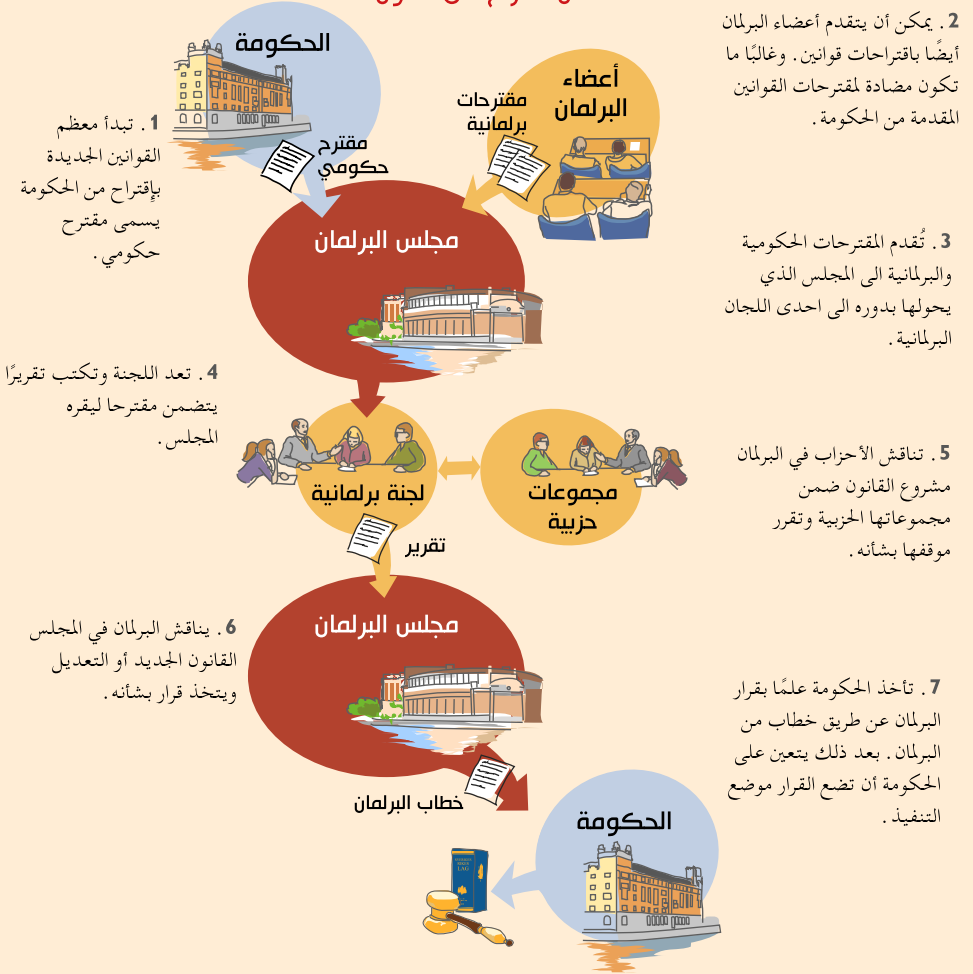 الحكومة
أعضاء
البرلمان
2. يمكن أن يتقدم أعضاء البرلمان
أيضًا باقتراحات قوانين. وغالبًا ما
تكون مضادة لمقترحات القوانين
المقدمة من الحكومة.
مقترحات
برلمانية
مقترح
حكومي
1. تبدأ معظم
القوانين الجديدة
بإقتراح من الحكومة
يسمى مقترح
حكومي.
مجلس البرلمان
3. تُقدم المقترحات الحكومية
والبرلمانية الى المجلس الذي
يحولها بدوره الى احدى اللجان
البرلمانية.
4. تعد اللجنة وتكتب تقريرًا
يتضمن مقترحا ليقره
المجلس.
لجنة برلمانية
مجموعات
حزبية
5. تناقش الأحزاب في البرلمان
مشروع القانون ضمن
مجموعاتها الحزبية وتقرر
موقفها بشأنه.
تقرير
مجلس البرلمان
6. يناقش البرلمان في المجلس
القانون الجديد أو التعديل
ويتخذ قرار بشأنه.
7. تأخذ الحكومة علمًا بقرار
البرلمان عن طريق خطاب من
البرلمان. بعد ذلك يتعين على
الحكومة أن تضع القرار موضع
التنفيذ.
خطاب البرلمان
الحكومة
LAG